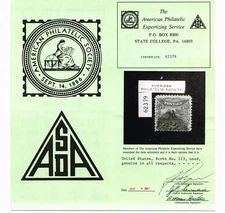 AMERICAN PHILATELIC SOCIETY
SEPT. 14, 1886
ASDA
The
American Philatelic
Expertizing Service
P.O. BOX 8000
STATE COLLEGE, PA. 16803
CERTIFICATE 62379
AMERICAN
PHILATELIC SOCIETY
62379
Members of The American Philatelic Expertizing Service have
examined the item submitted and it is their opinion that it is
United States, Scott No. 113, used,
genuine in all respects.